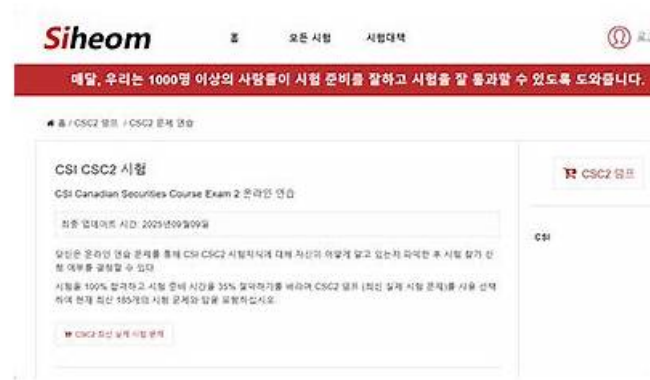 Siheom
홈 모든 시험 시험대책
매달, 우리는 1000명 이상의 사람들이 시험 준비를 잘하고 시험을 잘 통과할 수 있도록 도와줍니다.
홈 / CSC2 덤프 / CSC2 문제 연습
CSI CSC2 시험
CSI Canadian Securities Course Exam 2 온라인 연습
최종 업데이트 시간: 2025년09월09일
당신은 온라인 연습 문제를 통해 CSI CSC2 시험지식에 대해 자신이 어떻게 알고 있는지 파악한 후 시험 참가 신
청 여부를 결정할 수 있다.
시험을 100% 합격하고 시험 준비 시간을 35% 절약하기를 바라며 CSC2 덤프 (최신 실제 시험 문제)를 사용 선택
하여 현재 최신 185개의 시험 문제와 답을 포함하십시오.
CSC2 최신 실제 시험 문제
CSC2 덤프
CSI